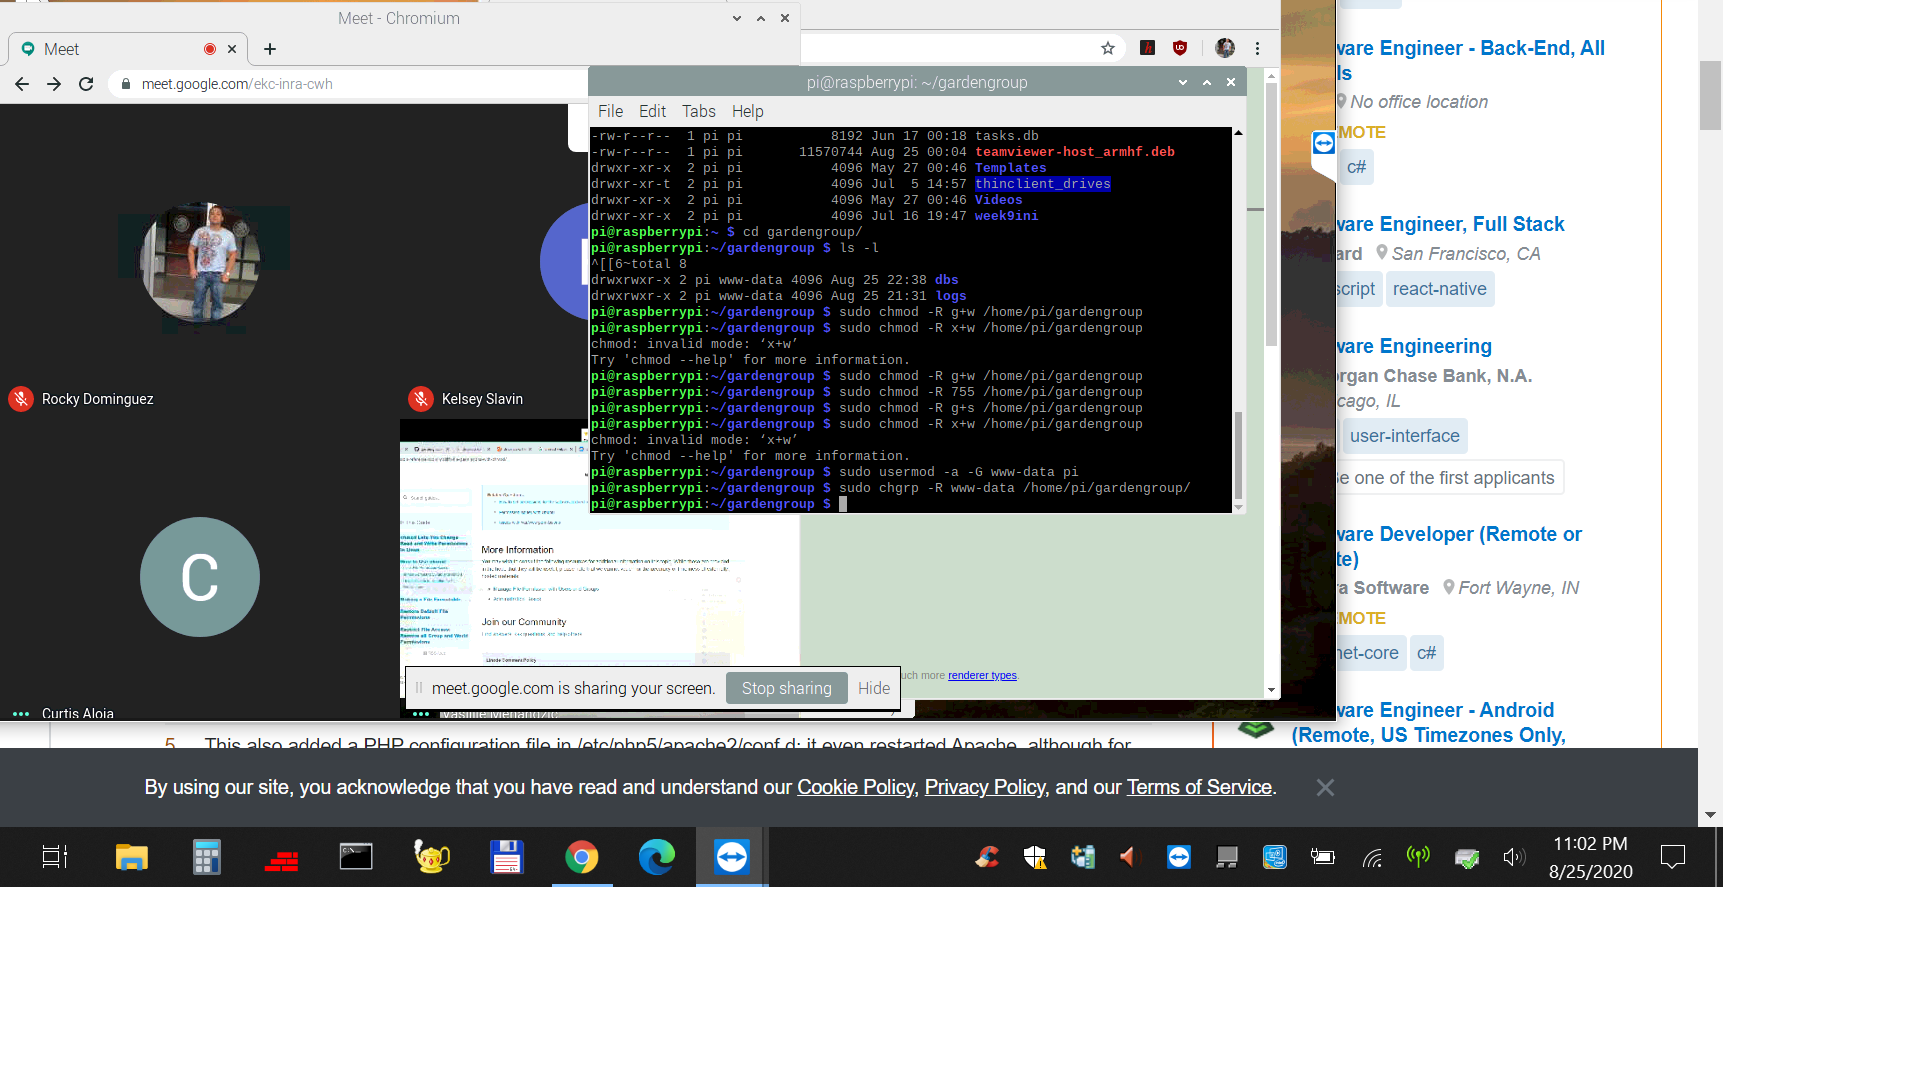 Meet - Chromium
Meet
meet.google.com/ekc-inra-cwh
pi@raspberrypi: ~/gardengroup
File Edit Tabs Help
-rw-r--r-- 1 pi pi 8192 Jun 17 00:18 tasks.db
-rw-r--r-- 1 pi pi 11570744 Aug 25 00:04 teamviewer-host_armhf.deb
drwxr-xr-x 2 pi pi 4096 May 27 00:46 Templates
drwxr-xr-t 2 pi pi 4096 Jul 5 14:57 thinclient_drives
drwxr-xr-x 2 pi pi 4096 May 27 00:46 Videos
drwxr-xr-x 2 pi pi 4096 Jul 16 19:47 week9ini
pi@raspberrypi:~ $ cd gardengroup/
pi@raspberrypi:~/gardengroup $ ls -l
^[[6~total 8
drwxrwxr-x 2 pi www-data 4096 Aug 25 22:38 dbs
drwxrwxr-x 2 pi www-data 4096 Aug 25 21:31 logs
pi@raspberrypi:~/gardengroup $ sudo chmod -R g+w /home/pi/gardengroup
pi@raspberrypi:~/gardengroup $ sudo chmod -R x+w /home/pi/gardengroup
chmod: invalid mode: ‘x+w’
Try 'chmod --help' for more information.
pi@raspberrypi:~/gardengroup $ sudo chmod -R g+w /home/pi/gardengroup
pi@raspberrypi:~/gardengroup $ sudo chmod -R 755 /home/pi/gardengroup
pi@raspberrypi:~/gardengroup $ sudo chmod -R g+s /home/pi/gardengroup
pi@raspberrypi:~/gardengroup $ sudo chmod -R x+w /home/pi/gardengroup
chmod: invalid mode: ‘x+w’
Try 'chmod --help' for more information.
pi@raspberrypi:~/gardengroup $ sudo usermod -a -G www-data pi
pi@raspberrypi:~/gardengroup $ sudo chgrp -R www-data /home/pi/gardengroup/
pi@raspberrypi:~/gardengroup $
Rocky Dominguez
Kelsey Slavin
C
Curtis Aloia
More Information
Join our Community
meet.google.com is sharing your screen. Stop sharing Hide
uch more renderer types.
ware Engineer - Back-End, All
ls
No office location
MOTE
c#
ware Engineer, Full Stack
ard San Francisco, CA
script react-native
ware Engineering
organ Chase Bank, N.A.
cago, IL
user-interface
Be one of the first applicants
ware Developer (Remote or
te)
a Software Fort Wayne, IN
MOTE
net-core c#
ware Engineer - Android
(Remote, US Timezones Only,
5. This also added a PHP configuration file in /etc/php5/apache2/conf.d; it even restarted Apache, although for
By using our site, you acknowledge that you have read and understand our Cookie Policy, Privacy Policy, and our Terms of Service.
11:02 PM
8/25/2020